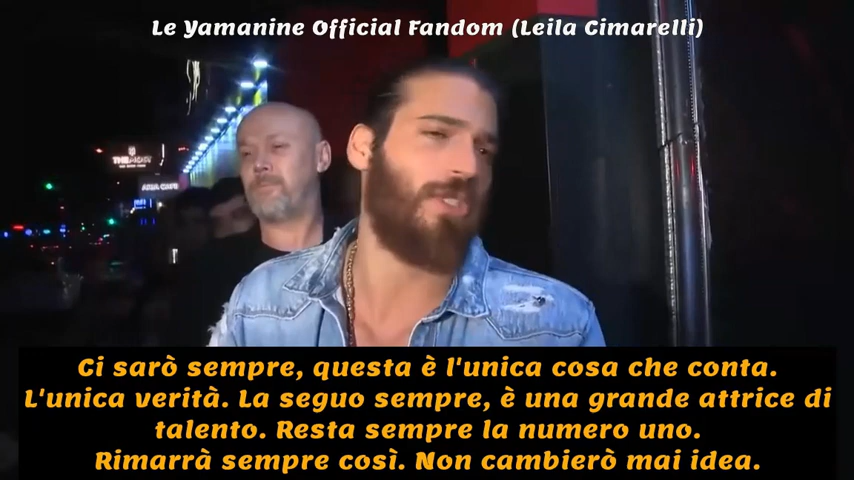 Le Yamanine Official Fandom (Leila Cimarelli)
Ci sarò sempre, questa è l'unica cosa che conta.
L'unica verità. La seguo sempre, è una grande attrice di
talento. Resta sempre la numero uno.
Rimarrà sempre così. Non cambierò mai idea.